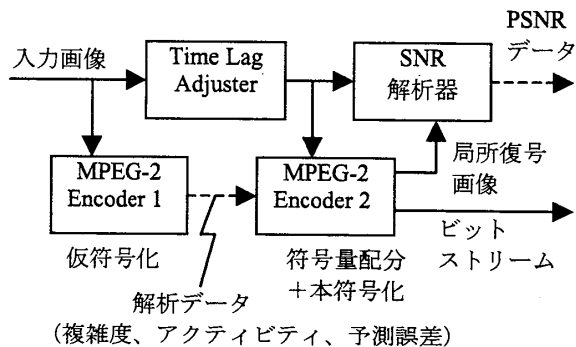 PSNR
データ
入力画像
Time Lag
Adjuster
SNR
解析器
MPEG-2
Encoder 1
MPEG-2
Encoder 2
局所復号
画像
仮符号化
符号量配分
+本符号化
ビット
ストリーム
解析データ
(複雑度、アクティビティ、予測誤差)